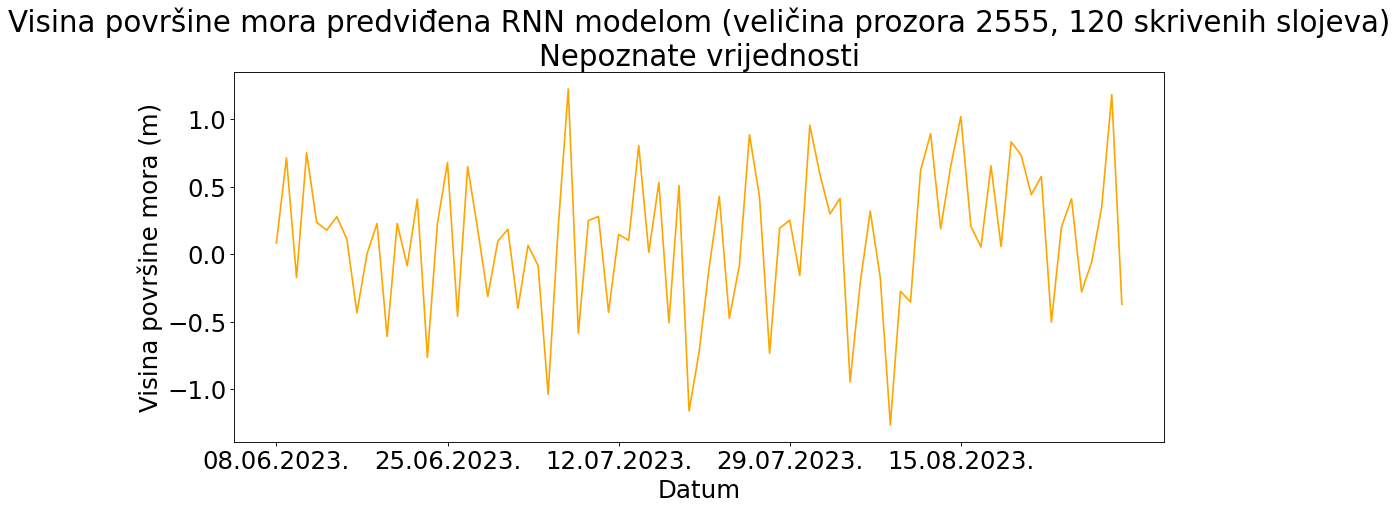 Visina površine mora predviđena RNN modelom (veličina prozora 2555, 120 skrivenih slojeva)
Nepoznate vrijednosti
Visina površine mora (m)
1.0
0.5
0.0
−0.5
−1.0
08.06.2023.
25.06.2023.
12.07.2023.
29.07.2023.
15.08.2023.
Datum